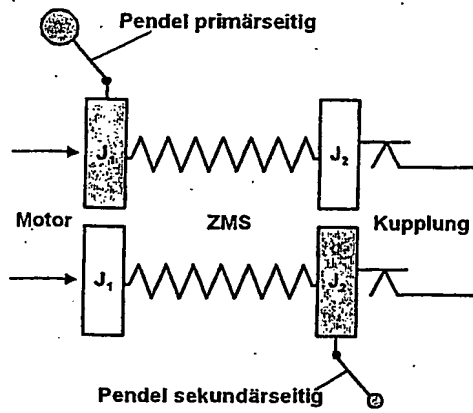 Pendel primärseitig
J₁
J₂
Motor
ZMS
Kupplung
J₁
J₂
Pendel sekundärseitig